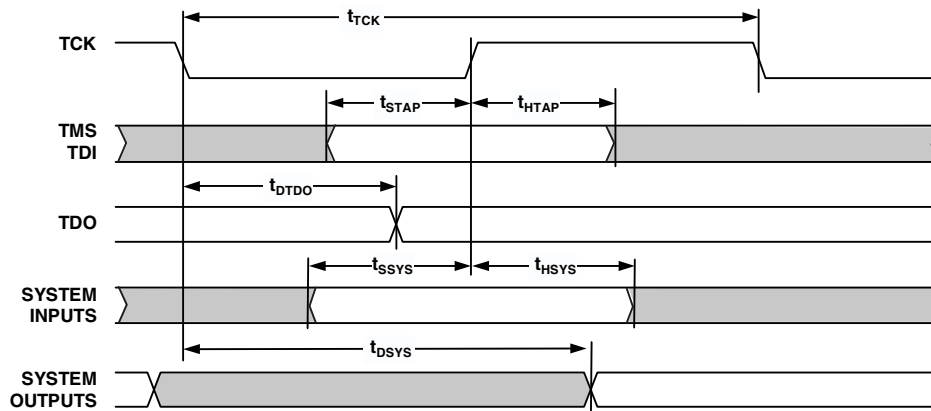 tTCK
TCK
tSTAP
tHTAP
TMS
TDI
tDTDO
TDO
tSSYS
tHSYS
SYSTEM
INPUTS
tDSYS
SYSTEM
OUTPUTS